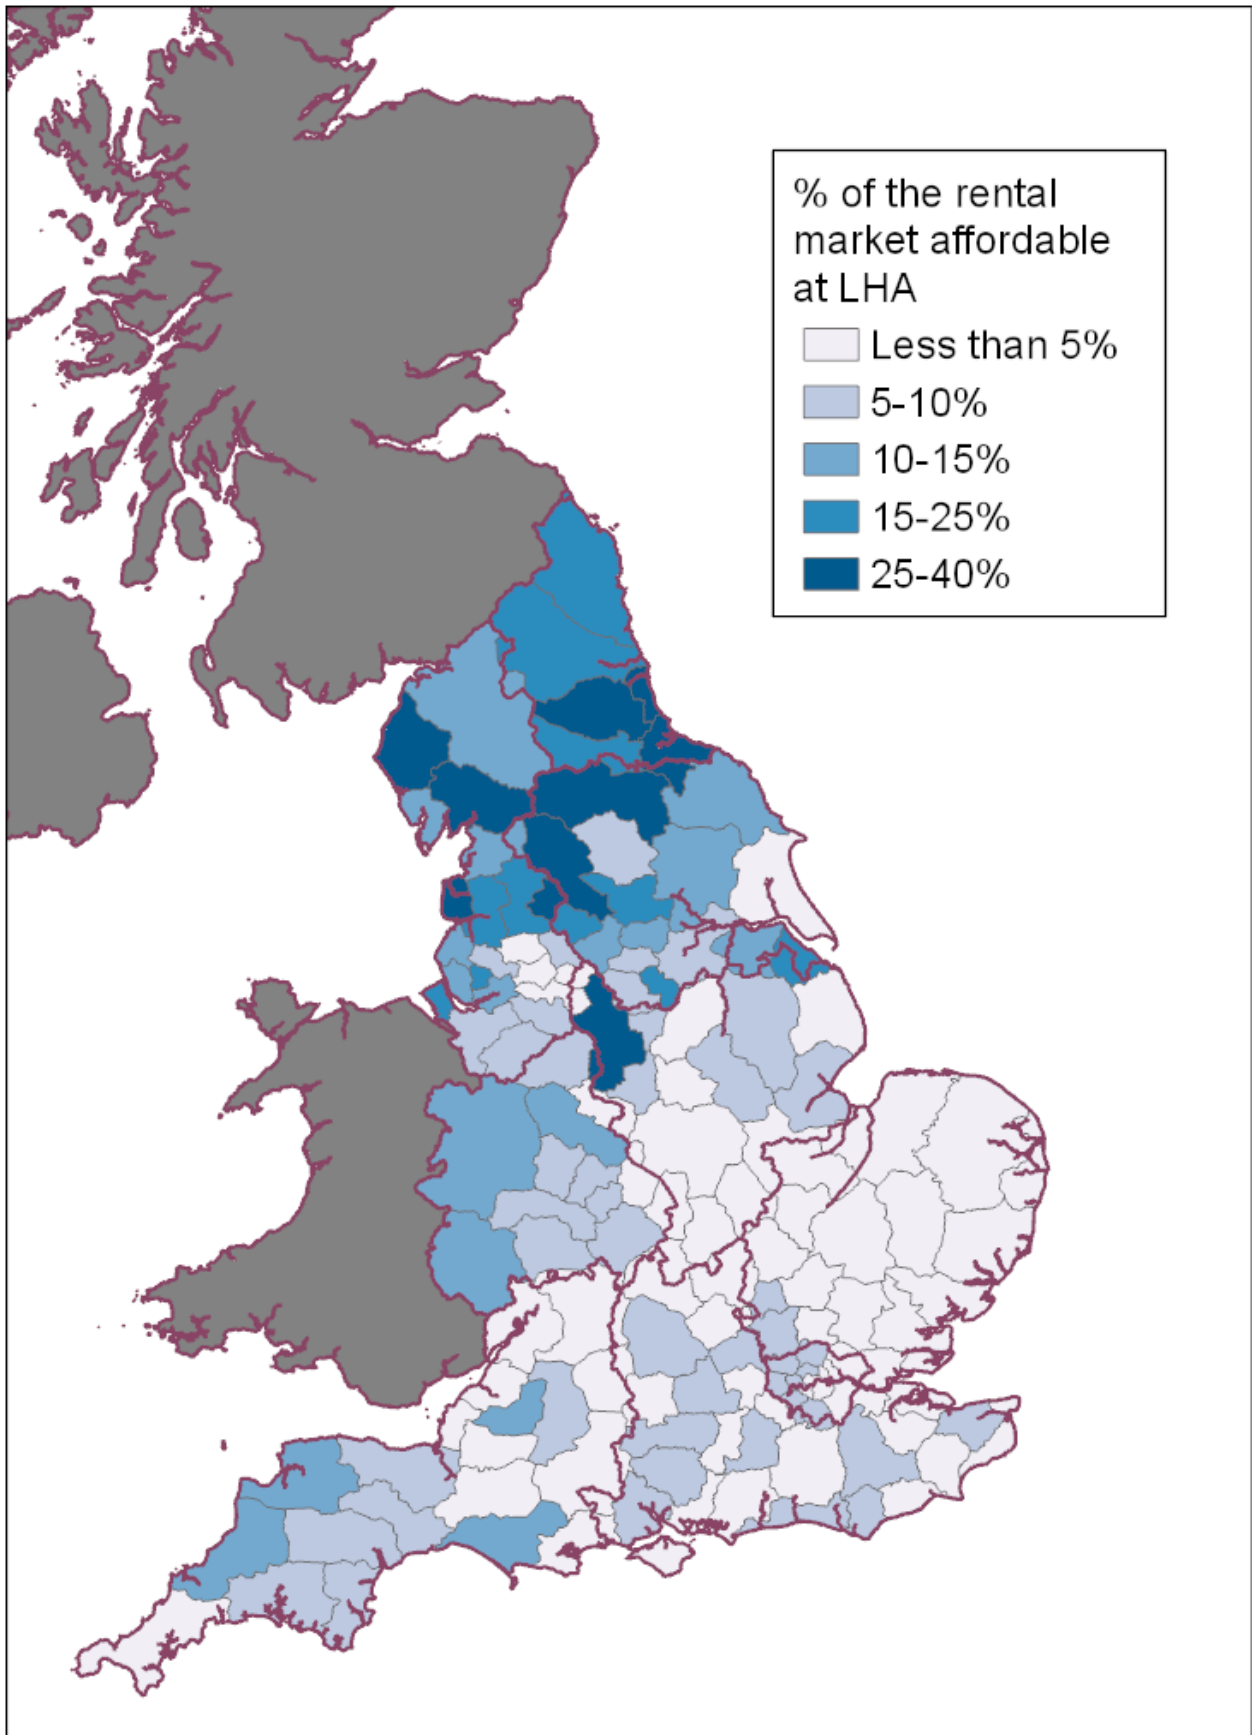 % of the rental
market affordable
at LHA
Less than 5%
5-10%
10-15%
15-25%
25-40%